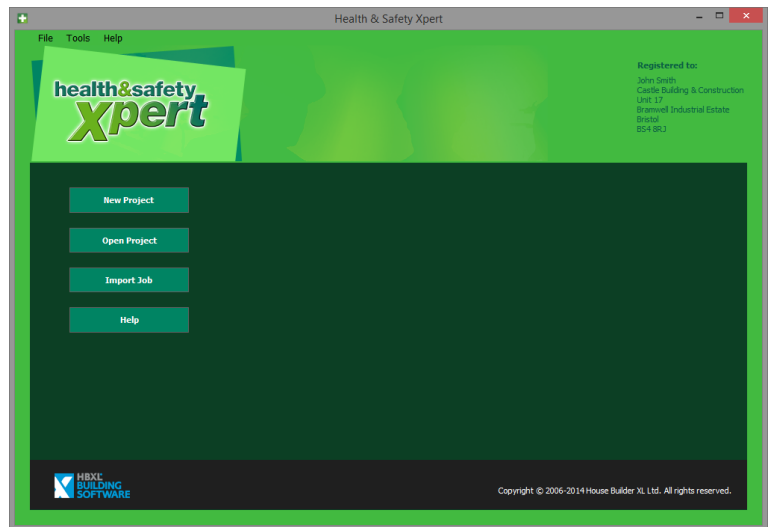 Health & Safety Xpert
File Tools Help
health&safety
xpert
Registered to:
John Smith
Castle Building & Construction
Unit 17
Bramwell Industrial Estate
Bristol
BS4 8RJ
New Project
Open Project
Import Job
Help
HBXL
BUILDING
SOFTWARE
Copyright © 2006-2014 House Builder XL Ltd. All rights reserved.